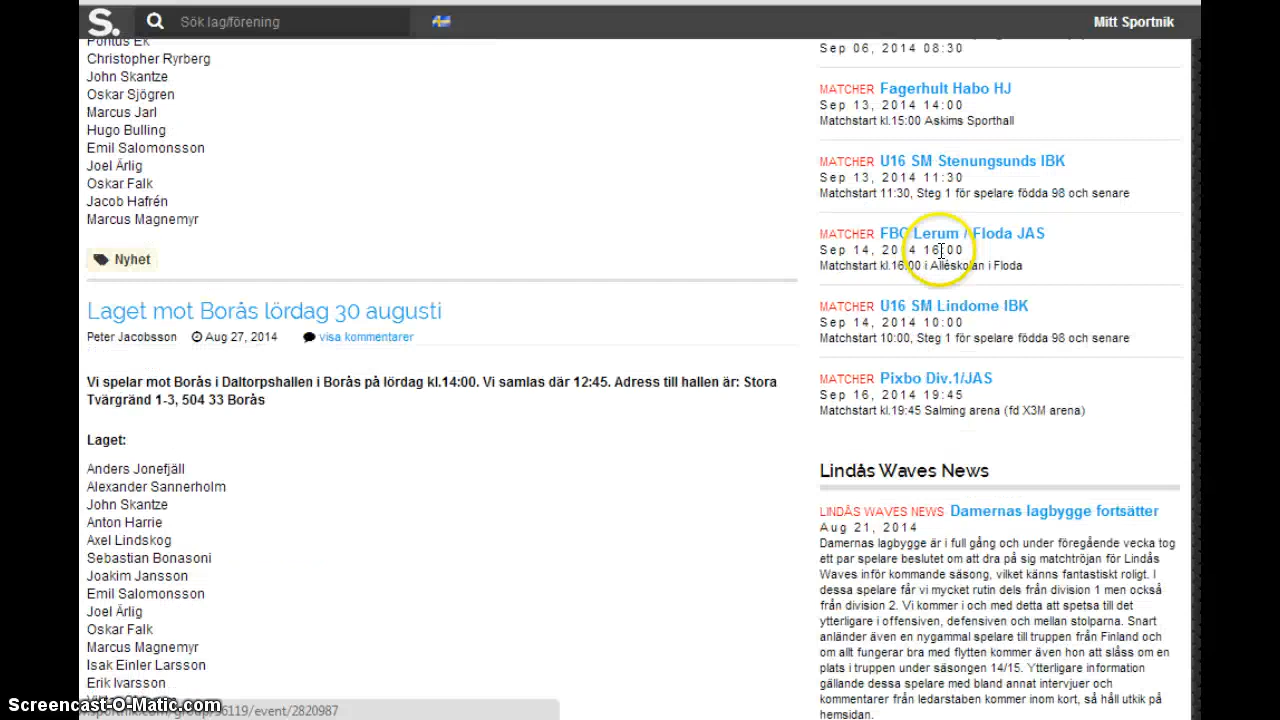 S.
Sök lag/förening
Mitt Sportnik
Pontus Ek
Christopher Ryrberg
John Skantze
Oskar Sjögren
Marcus Jarl
Hugo Bulling
Emil Salomonsson
Joel Ärlig
Oskar Falk
Jacob Hafrén
Marcus Magnemyr
Nyhet
Laget mot Borås lördag 30 augusti
Peter Jacobsson Aug 27, 2014 visa kommentarer
Vi spelar mot Borås i Daltorpshallen i Borås på lördag kl.14:00. Vi samlas där 12:45. Adress till hallen är: Stora
Tvärgränd 1-3, 504 33 Borås
Laget:
Anders Jonefjäll
Alexander Sannerholm
John Skantze
Anton Harrie
Axel Lindskog
Sebastian Bonasoni
Joakim Jansson
Emil Salomonsson
Joel Ärlig
Oskar Falk
Marcus Magnemyr
Isak Einler Larsson
Erik Ivarsson
Sep 06, 2014 08:30
MATCHER Fagerhult Habo HJ
Sep 13, 2014 14:00
Matchstart kl.15:00 Askims Sporthall
MATCHER U16 SM Stenungsunds IBK
Sep 13, 2014 11:30
Matchstart 11:30, Steg 1 för spelare födda 98 och senare
MATCHER FBC Lerum / Floda JAS
Sep 14, 2014 16:00
Matchstart kl.16:00 i Alléskolan i Floda
MATCHER U16 SM Lindome IBK
Sep 14, 2014 10:00
Matchstart 10:00, Steg 1 för spelare födda 98 och senare
MATCHER Pixbo Div.1/JAS
Sep 16, 2014 19:45
Matchstart kl.19:45 Salming arena (fd X3M arena)
Lindås Waves News
LINDÅS WAVES NEWS Damernas lagbygge fortsätter
Aug 21, 2014
Damernas lagbygge är i full gång och under föregående vecka tog
ett par spelare beslutet om att dra på sig matchtröjan för Lindås
Waves inför kommande säsong, vilket känns fantastiskt roligt. I
dessa spelare får vi mycket rutin dels från division 1 men också
från division 2. Vi kommer i och med detta att spetsa till det
ytterligare i offensiven, defensiven och mellan stolparna. Snart
anländer även en nygammal spelare till truppen från Finland och
om allt fungerar bra med flytten kommer även hon att slåss om en
plats i truppen under säsongen 14/15. Ytterligare information
gällande dessa spelare med bland annat intervjuer och
kommentarer från ledarstaben kommer inom kort, så håll utkik på
hemsidan.
Screencast-O-Matic.com
.sportnik.com/group/36119/event/2820987